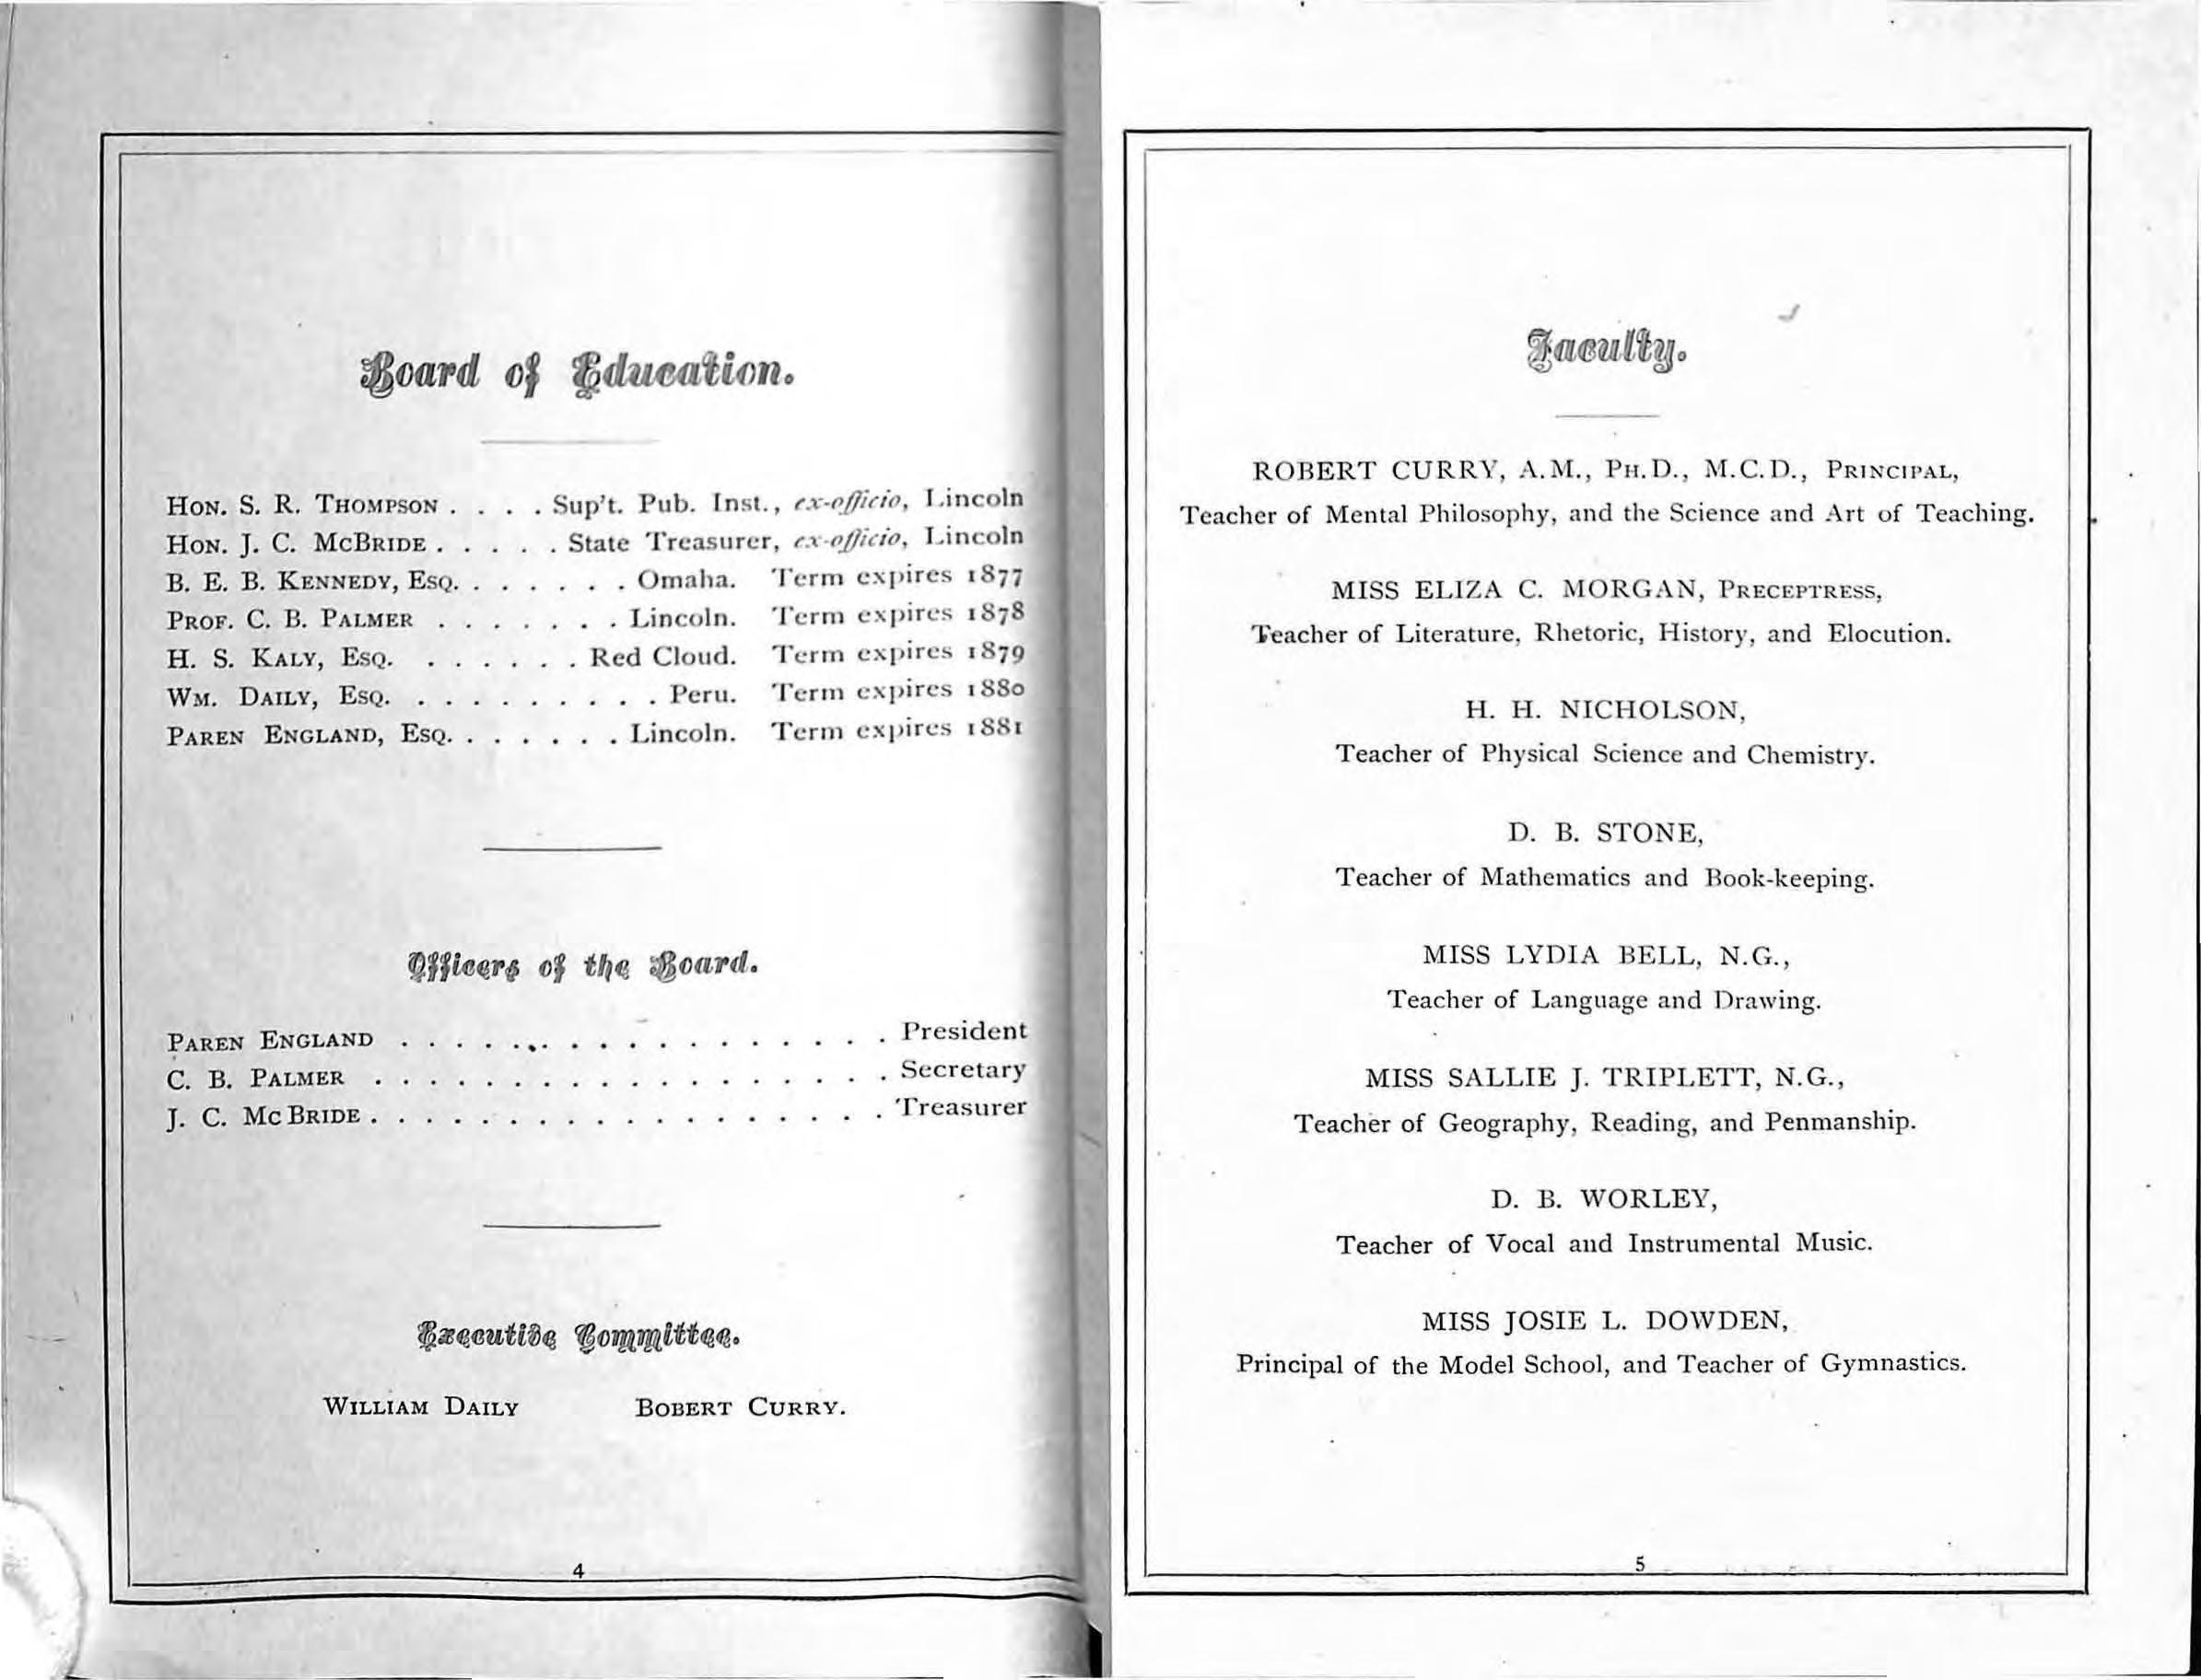 Board of Education.
HON. S. R. THOMPSON . . . . Sup't. Pub. Inst., ex-officio, Lincoln
HON. J. C. MCBRIDE . . . . . State Treasurer, ex-officio, Lincoln
B. E. B. KENNEDY, ESQ. . . . . . . Omaha. Term expires 1877
PROF. C. B. PALMER . . . . . . . Lincoln. Term expires 1878
H. S. KALY, ESQ. . . . . . . Red Cloud. Term expires 1879
WM. DAILY, ESQ. . . . . . . . . . Peru. Term expires 1880
PAREN ENGLAND, ESQ. . . . . . . Lincoln. Term expires 1881
Officers of the Board.
PAREN ENGLAND . . . . . . . . . . . . . . . . . . President
C. B. PALMER . . . . . . . . . . . . . . . . . . . Secretary
J. C. MCBRIDE . . . . . . . . . . . . . . . . . . . Treasurer
Executive Committee.
WILLIAM DAILY BOBERT CURRY.
4
Faculty.
ROBERT CURRY, A.M., PH.D., M.C.D., PRINCIPAL,
Teacher of Mental Philosophy, and the Science and Art of Teaching.
MISS ELIZA C. MORGAN, PRECEPTRESS,
Teacher of Literature, Rhetoric, History, and Elocution.
H. H. NICHOLSON,
Teacher of Physical Science and Chemistry.
D. B. STONE,
Teacher of Mathematics and Book-keeping.
MISS LYDIA BELL, N.G.,
Teacher of Language and Drawing.
MISS SALLIE J. TRIPLETT, N.G.,
Teacher of Geography, Reading, and Penmanship.
D. B. WORLEY,
Teacher of Vocal and Instrumental Music.
MISS JOSIE L. DOWDEN,
Principal of the Model School, and Teacher of Gymnastics.
5